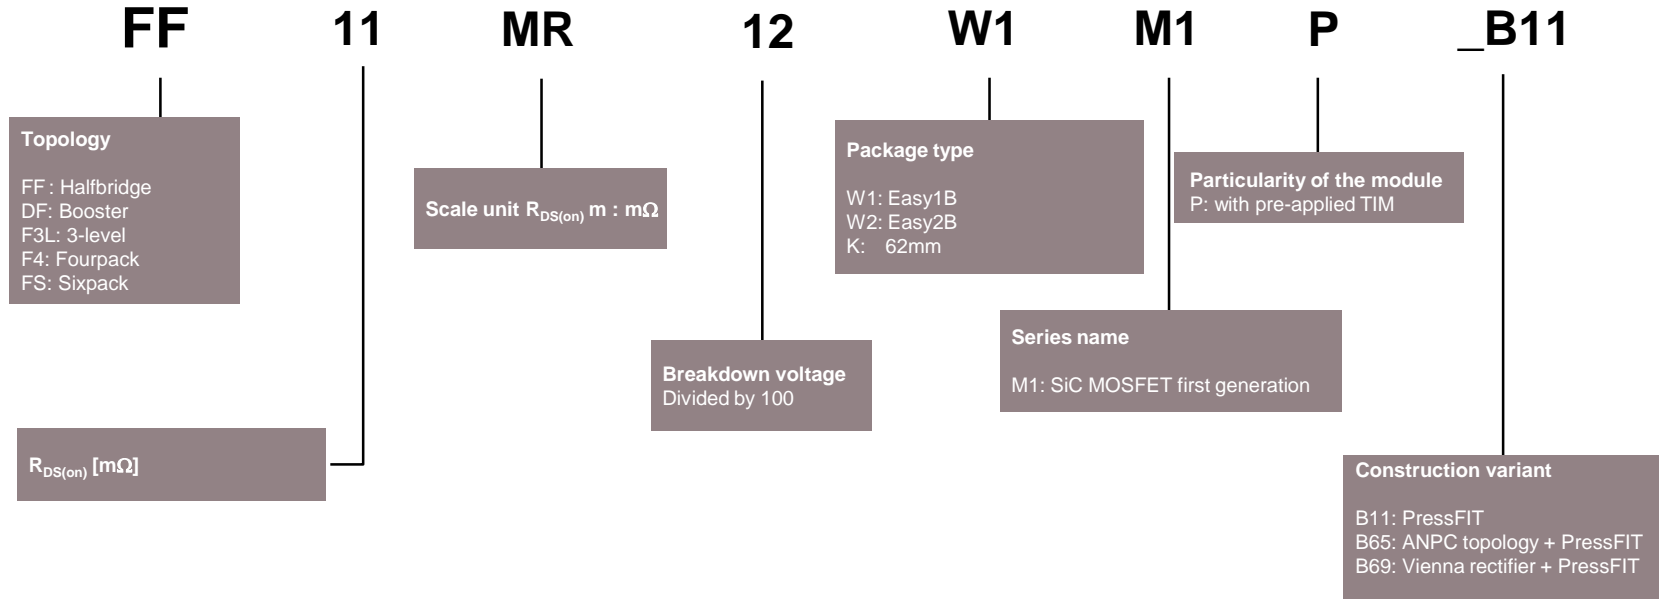 FF 11 MR 12 W1 M1 P _B11
Topology
FF : Halfbridge
DF: Booster
F3L: 3-level
F4: Fourpack
FS: Sixpack
Scale unit RDS(on) m : mΩ
Package type
W1: Easy1B
W2: Easy2B
K: 62mm
Particularity of the module
P: with pre-applied TIM
Series name
M1: SiC MOSFET first generation
Breakdown voltage
Divided by 100
RDS(on) [mΩ]
Construction variant
B11: PressFIT
B65: ANPC topology + PressFIT
B69: Vienna rectifier + PressFIT